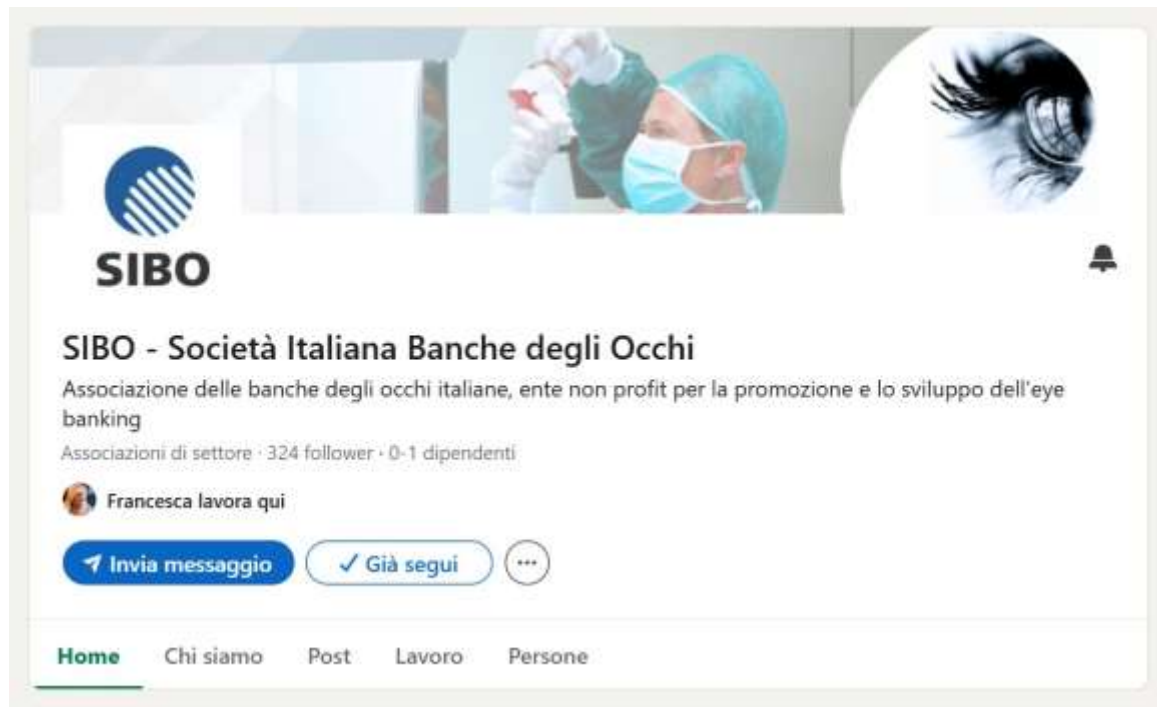 SIBO
SIBO - Società Italiana Banche degli Occhi
Associazione delle banche degli occhi italiane, ente non profit per la promozione e lo sviluppo dell'eye
banking
Associazioni di settore · 324 follower · 0-1 dipendenti
Francesca lavora qui
Invia messaggio
Già segui
Home
Chi siamo
Post
Lavoro
Persone